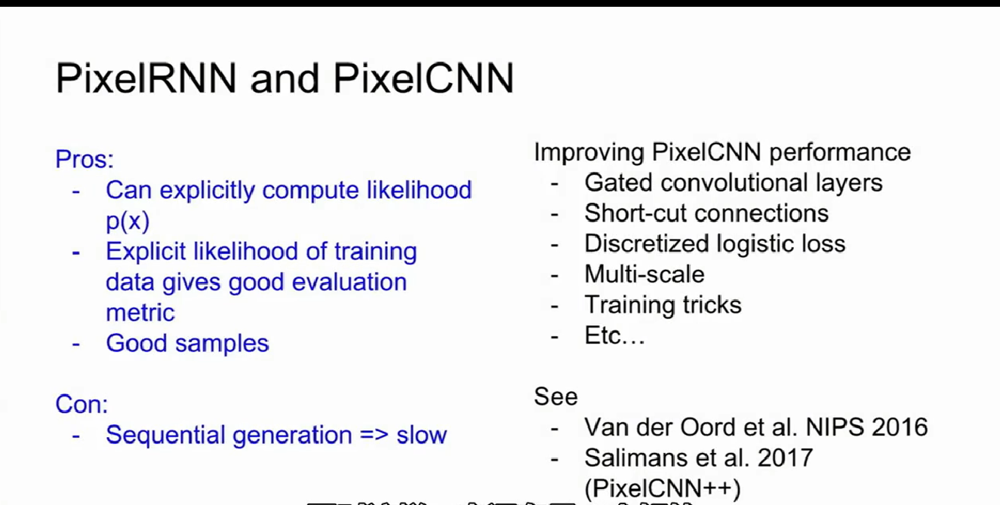 PixelRNN and PixelCNN
Pros:
- Can explicitly compute likelihood
p(x)
- Explicit likelihood of training
data gives good evaluation
metric
- Good samples
Con:
- Sequential generation => slow
Improving PixelCNN performance
- Gated convolutional layers
- Short-cut connections
- Discretized logistic loss
- Multi-scale
- Training tricks
- Etc…
See
- Van der Oord et al. NIPS 2016
- Salimans et al. 2017
(PixelCNN++)